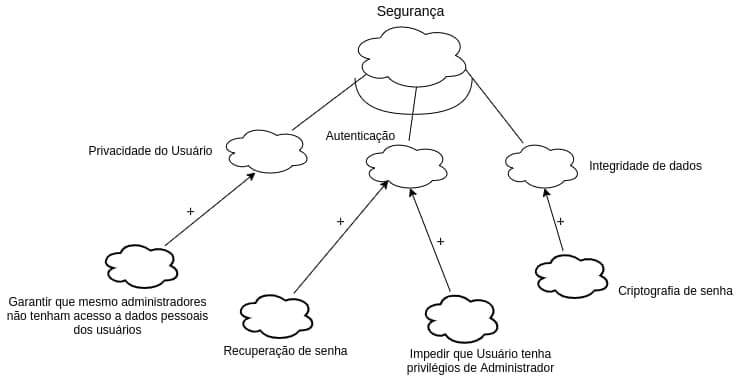 Segurança
Privacidade do Usuário
Autenticação
Integridade de dados
+
+
+
+
Garantir que mesmo administradores
não tenham acesso a dados pessoais
dos usuários
Recuperação de senha
Impedir que Usuário tenha
privilégios de Administrador
Criptografia de senha